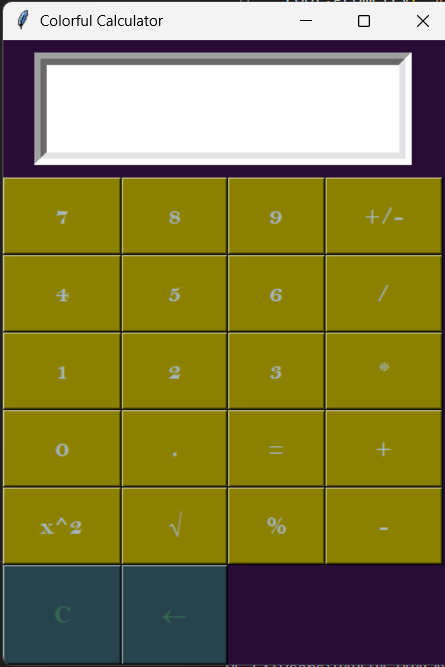 Colorful Calculator
7 8 9 +/-
4 5 6 /
1 2 3 *
0 . = +
x^2 √ % -
C ←